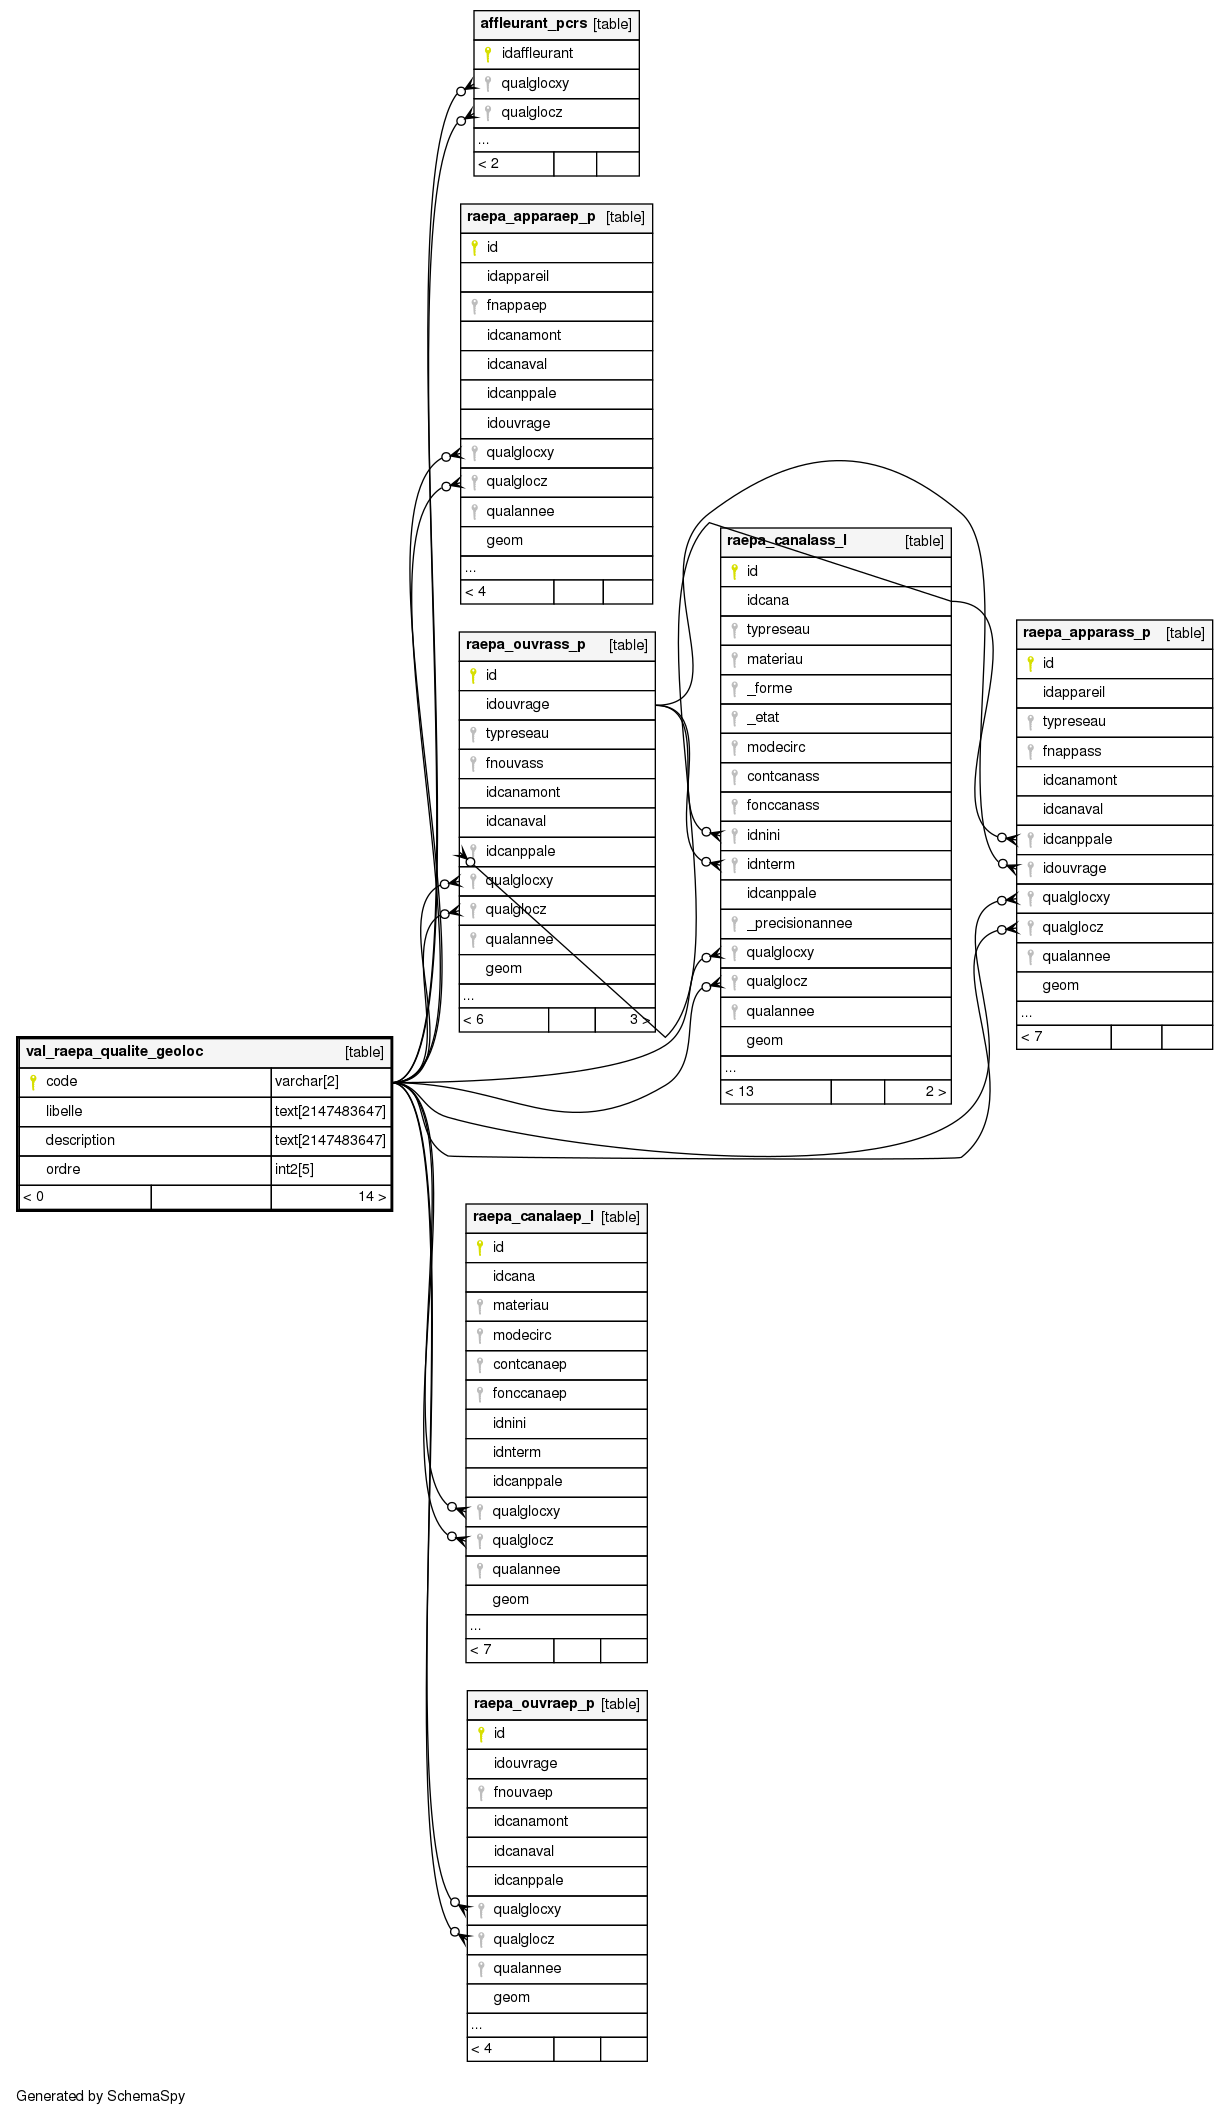 affleurant_pcrs [table]
idaffleurant
qualglocxy
qualglocz
...
< 2
raepa_apparaep_p [table]
id
idappareil
fnappaep
idcanamont
idcanaval
idcanppale
idouvrage
qualglocxy
qualglocz
qualannee
geom
...
< 4
raepa_ouvrass_p [table]
id
idouvrage
typreseau
fnouvass
idcanamont
idcanaval
idcanppale
qualglocxy
qualglocz
qualannee
geom
...
< 6 3 >
raepa_canalass_l [table]
id
idcana
typreseau
materiau
_forme
_etat
modecirc
contcanass
fonccanass
idnini
idnterm
idcanppale
_precisionannee
qualglocxy
qualglocz
qualannee
geom
...
< 13 2 >
raepa_apparass_p [table]
id
idappareil
typreseau
fnappass
idcanamont
idcanaval
idcanppale
idouvrage
qualglocxy
qualglocz
qualannee
geom
...
< 7
val_raepa_qualite_geoloc [table]
code varchar[2]
libelle text[2147483647]
description text[2147483647]
ordre int2[5]
< 0 14 >
raepa_canalaep_l [table]
id
idcana
materiau
modecirc
contcanaep
fonccanaep
idnini
idnterm
idcanppale
qualglocxy
qualglocz
qualannee
geom
...
< 7
raepa_ouvraep_p [table]
id
idouvrage
fnouvaep
idcanamont
idcanaval
idcanppale
qualglocxy
qualglocz
qualannee
geom
...
< 4
Generated by SchemaSpy